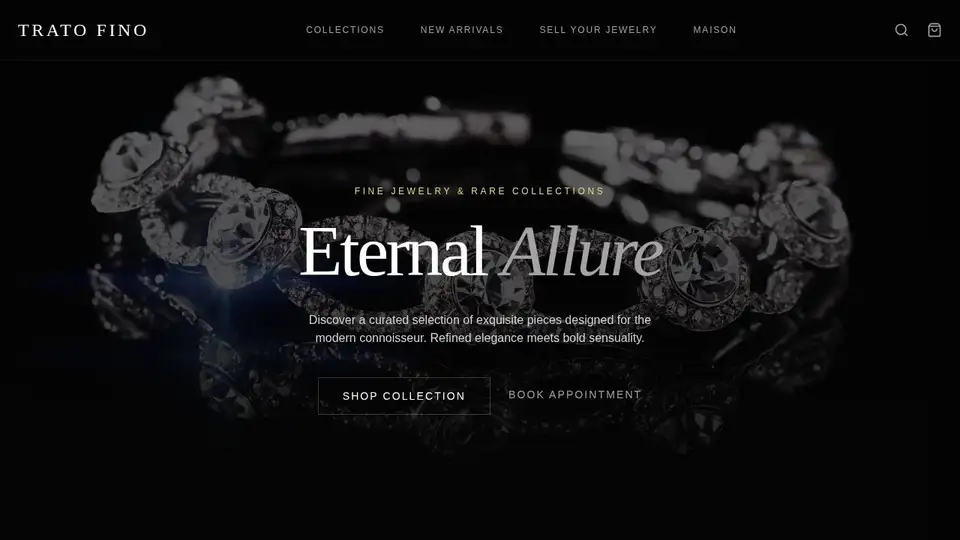 TRATO FINO
COLLECTIONS
NEW ARRIVALS
SELL YOUR JEWELRY
MAISON
FINE JEWELRY & RARE COLLECTIONS
Eternal Allure
Discover a curated selection of exquisite pieces designed for the
modern connoisseur. Refined elegance meets bold sensuality.
SHOP COLLECTION
BOOK APPOINTMENT